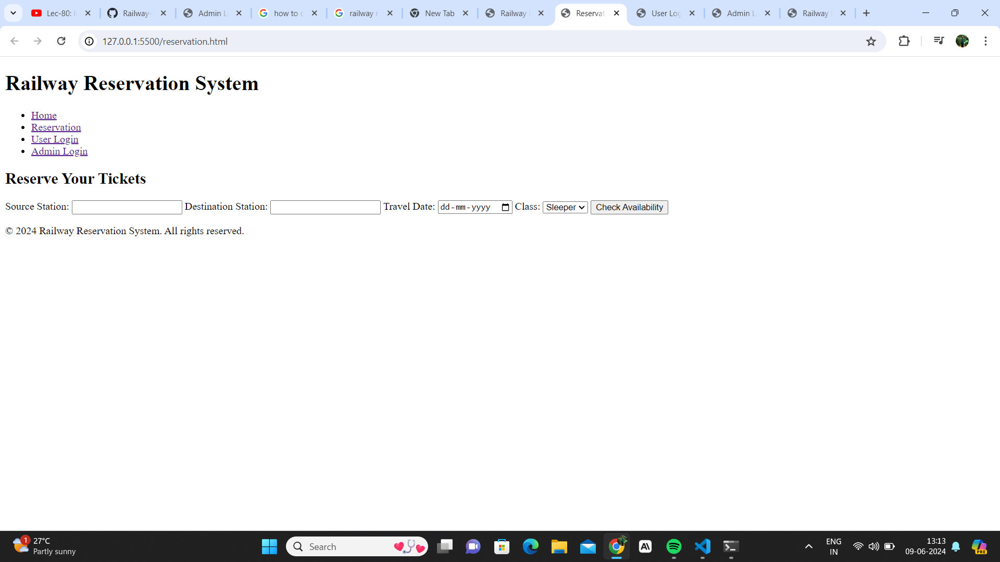 Lec-80: I
Railway-
Admin L
how to c
railway r
New Tab
Railway
Reservat
User Log
Admin L
Railway
127.0.0.1:5500/reservation.html
Railway Reservation System
Home
Reservation
User Login
Admin Login
Reserve Your Tickets
Source Station: Destination Station: Travel Date: dd-mm-yyyy Class: Sleeper Check Availability
© 2024 Railway Reservation System. All rights reserved.
1
27°C
Partly sunny
Search
ENG
IN
13:13
09-06-2024
PRE